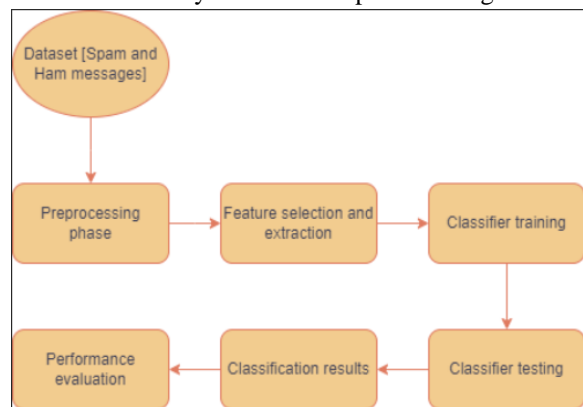 Dataset [Spam and
Ham messages]
Preprocessing
phase
Feature selection and
extraction
Classifier training
Performance
evaluation
Classification results
Classifier testing